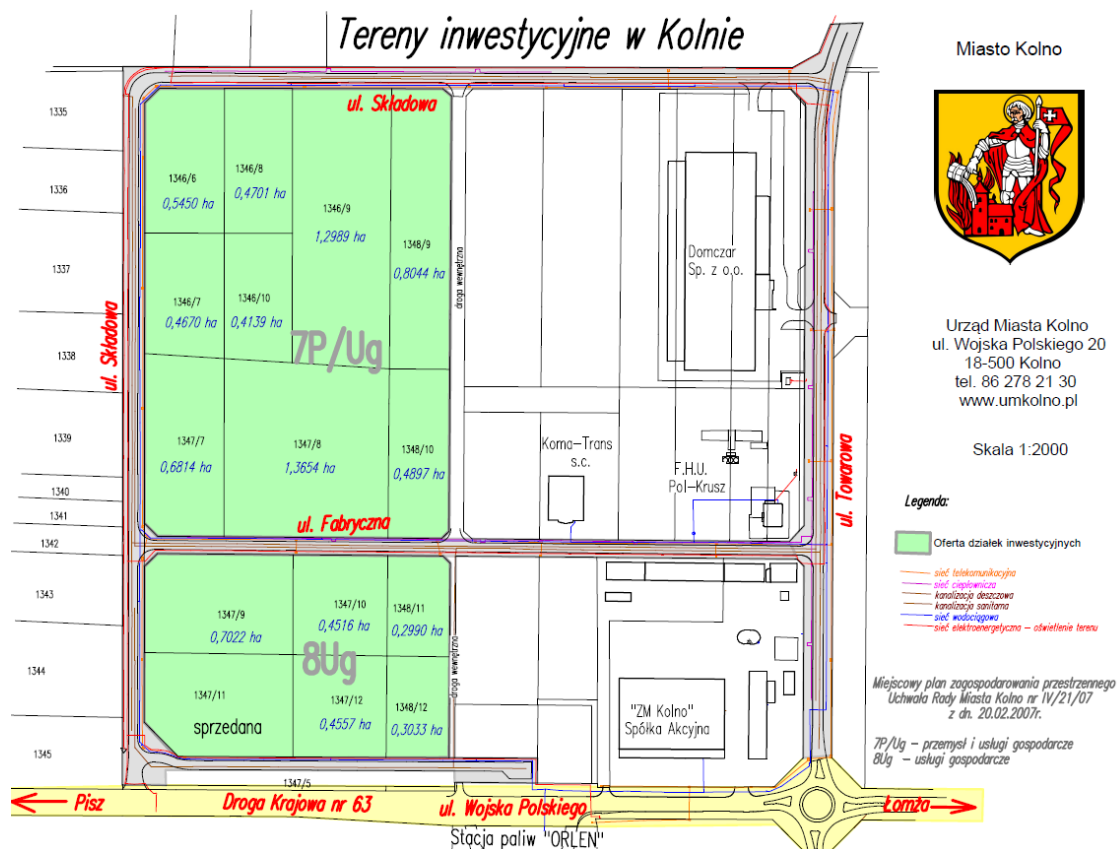 Tereny inwestycyjne w Kolnie
Miasto Kolno
Urząd Miasta Kolno
ul. Wojska Polskiego 20
18-500 Kolno
tel. 86 278 21 30
www.umkolno.pl
Skala 1:2000
Legenda:
Oferta działek inwestycyjnych
sieć telekomunikacyjna
sieć ciepłownicza
kanalizacja deszczowa
kanalizacja sanitarna
sieć wodociągowa
sieć elektroenergetyczna – oświetlenie terenu
Miejscowy plan zagospodarowania przestrzennego
Uchwała Rady Miasta Kolno nr IV/21/07
z dn. 20.02.2007r.
7P/Ug – przemysł i usługi gospodarcze
8Ug – usługi gospodarcze
ul. Składowa
1335
1336
1337
1338
1339
1340
1341
1342
1343
1344
1345
ul. Składowa
1346/6
0,5450 ha
1346/8
0,4701 ha
1346/9
1,2989 ha
1348/9
0,8044 ha
1346/7
0,4670 ha
1346/10
0,4139 ha
7P/Ug
1347/7
0,6814 ha
1347/8
1,3654 ha
1348/10
0,4897 ha
droga wewnętrzna
Domczar
Sp. z o.o.
Koma-Trans
s.c.
F.H.U.
Pol-Krusz
ul. Towarowa
ul. Fabryczna
1347/9
0,7022 ha
1347/10
0,4516 ha
1348/11
0,2990 ha
8Ug
1347/11
sprzedana
1347/12
0,4557 ha
1348/12
0,3033 ha
droga wewnętrzna
"ZM Kolno"
Spółka Akcyjna
1347/5
Pisz
Droga Krajowa nr 63
ul. Wojska Polskiego
Łomża
Stacja paliw "ORLEN"